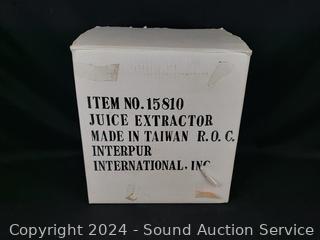 ITEM NO. 15810
JUICE EXTRACTOR
MADE IN TAIWAN R. O. C.
INTERPUR
INTERNATIONAL, INC
Copyright 2024 - Sound Auction Service